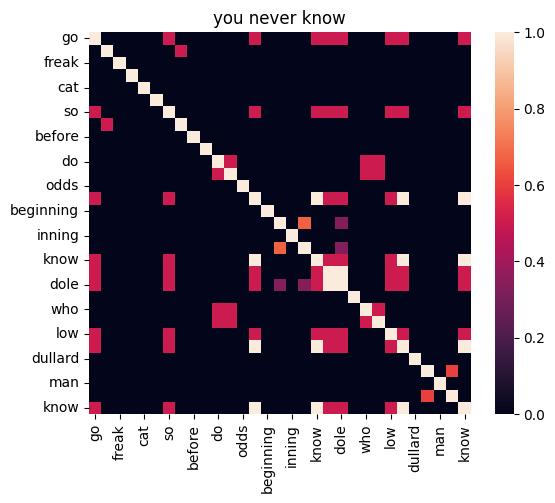 you never know
go
freak
cat
so
before
do
odds
beginning
inning
know
dole
who
low
dullard
man
know
1.0
0.8
0.6
0.4
0.2
0.0
go
freak
cat
so
before
do
odds
beginning
inning
know
dole
who
low
dullard
man
know